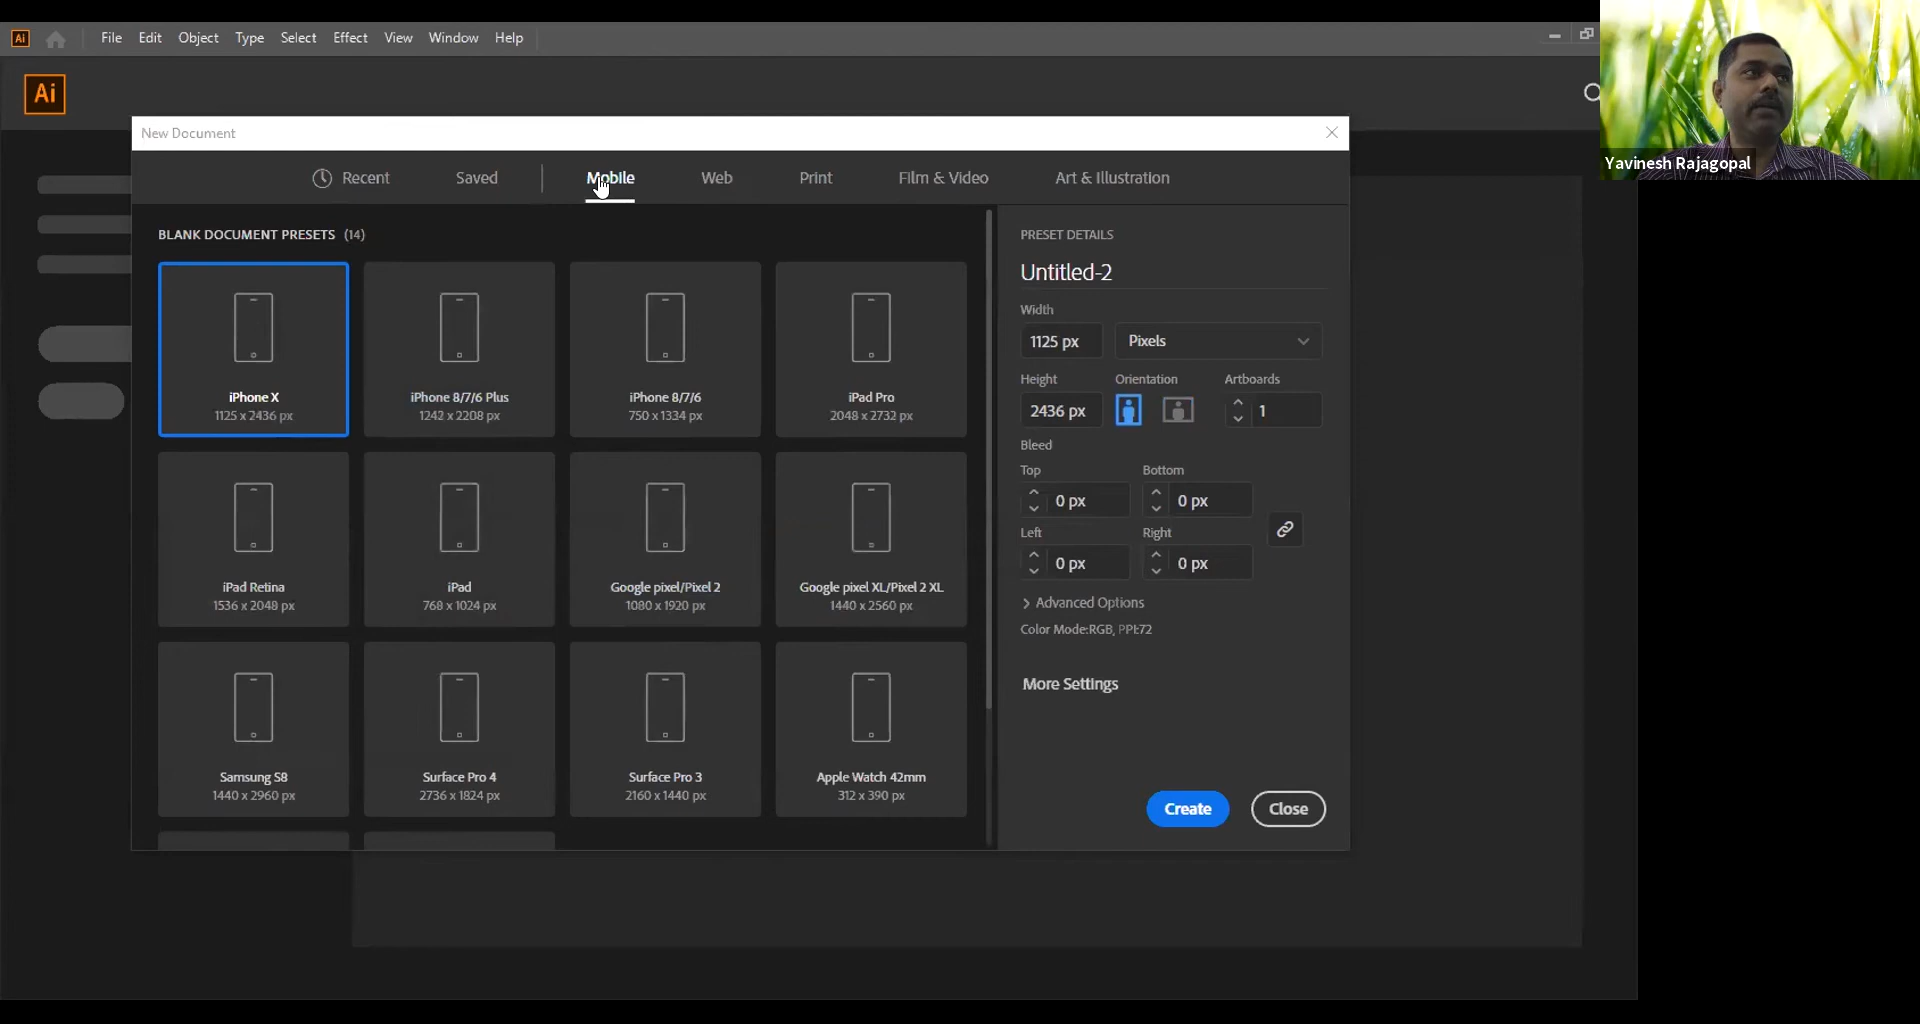 Ai
File Edit Object Type Select Effect View Window Help
Ai
Yavinesh Rajagopal
New Document
Recent Saved Mobile Web Print Film & Video Art & Illustration
BLANK DOCUMENT PRESETS (14)
iPhone X
1125 x 2436 px
iPhone 8/7/6 Plus
1242 x 2208 px
iPhone 8/7/6
750 x 1334 px
iPad Pro
2048 x 2732 px
iPad Retina
1536 x 2048 px
iPad
768 x 1024 px
Google pixel/Pixel 2
1080 x 1920 px
Google pixel XL/Pixel 2 XL
1440 x 2560 px
Samsung S8
1440 x 2960 px
Surface Pro 4
2736 x 1824 px
Surface Pro 3
2160 x 1440 px
Apple Watch 42mm
312 x 390 px
PRESET DETAILS
Untitled-2
Width
1125 px Pixels
Height Orientation Artboards
2436 px 1
Bleed
Top Bottom
0 px 0 px
Left Right
0 px 0 px
Advanced Options
Color Mode:RGB, PPI:72
More Settings
Create Close